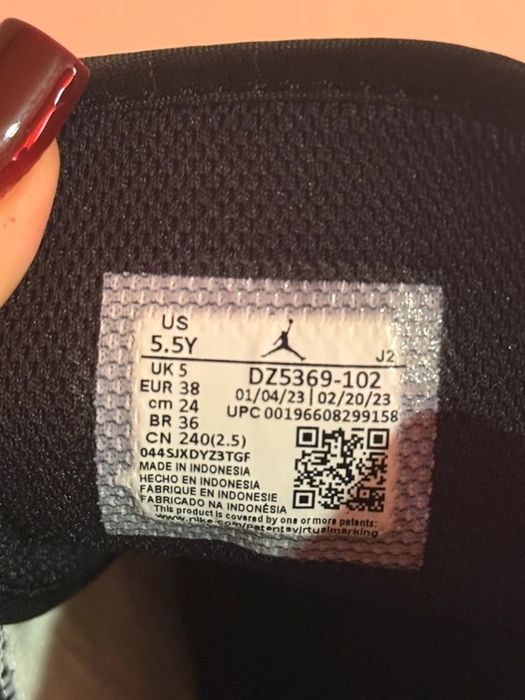 US
5.5Y
J2
UK 5
EUR 38
cm 24
BR 36
CN 240(2.5)
DZ5369-102
01/04/23 | 02/20/23
UPC 00196608299158
044SJXDYZ3TGF
MADE IN INDONESIA
HECHO EN INDONESIA
FABRIQUE EN INDONESIE
FABRICADO NA INDONÉSIA
This product is covered by one or more patents:
www.nike.com/patentsvirtualmarking